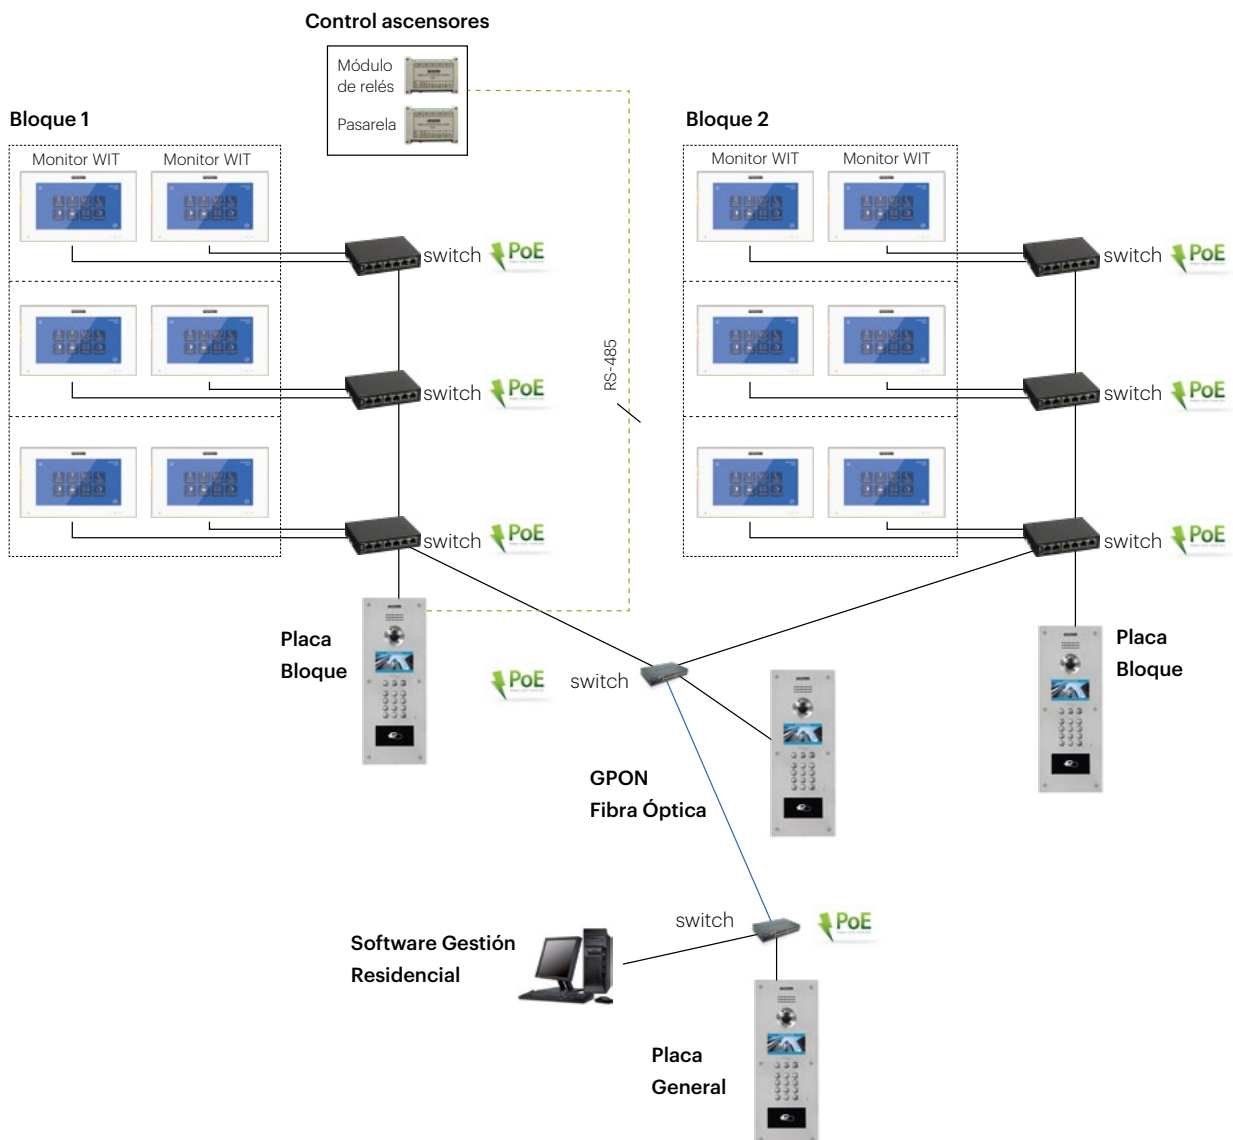 Control ascensores
Módulo
de relés
Pasarela
Bloque 1
Bloque 2
Monitor WIT
Monitor WIT
Monitor WIT
Monitor WIT
switch
PoE
switch
PoE
switch
PoE
switch
PoE
RS-485
switch
PoE
switch
PoE
Placa
Bloque
Placa
Bloque
PoE
switch
GPON
Fibra Óptica
switch
PoE
Software Gestión
Residencial
Placa
General